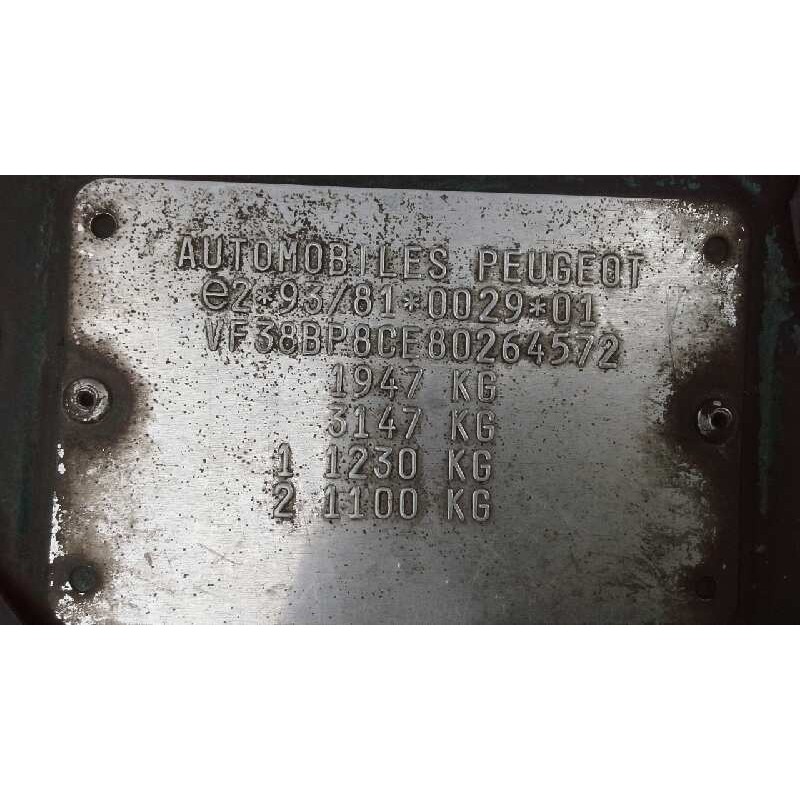 AUTOMOBILES PEUGEOT
e2*93/81*0029*01
VF38BP8CE80264572
1947 KG
3147 KG
1 1230 KG
2 1100 KG